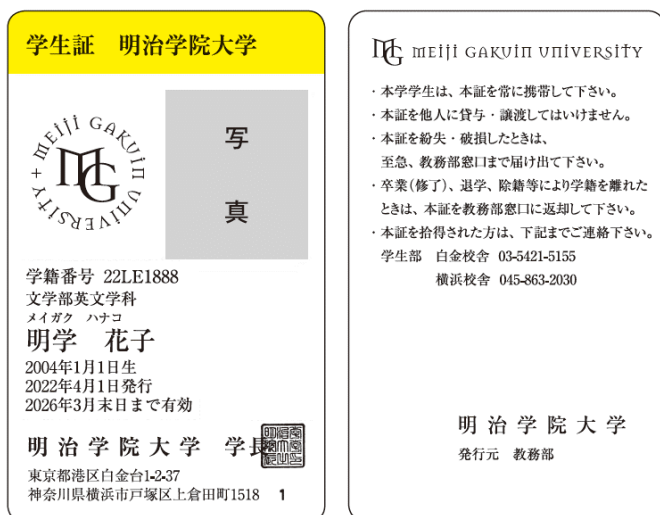 学生証　明治学院大学
MEIJI GAKUIN UNIVERSITY
MG
写
真
学籍番号 22LE1888
文学部英文学科
メイガク　ハナコ
明学　花子
2004年1月1日生
2022年4月1日発行
2026年3月末日まで有効
明治学院大学　学長
東京都港区白金台1-2-37
神奈川県横浜市戸塚区上倉田町1518　1
MG MEIJI GAKUIN UNIVERSITY
・本学学生は、本証を常に携帯して下さい。
・本証を他人に貸与・譲渡してはいけません。
・本証を紛失・破損したときは、
至急、教務部窓口まで届け出て下さい。
・卒業(修了)、退学、除籍等により学籍を離れた
ときは、本証を教務部窓口に返却して下さい。
・本証を拾得された方は、下記までご連絡下さい。
学生部　白金校舎　03-5421-5155
横浜校舎　045-863-2030
明治学院大学
発行元　教務部